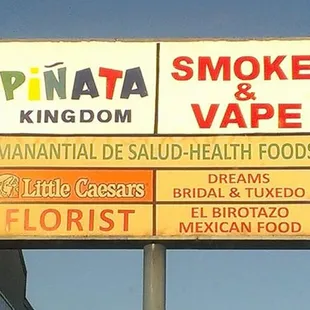 PIÑATA
KINGDOM
SMOKE
&
VAPE
MANANTIAL DE SALUD-HEALTH FOODS
Little Caesars
DREAMS
BRIDAL & TUXEDO
FLORIST
EL BIROTAZO
MEXICAN FOOD